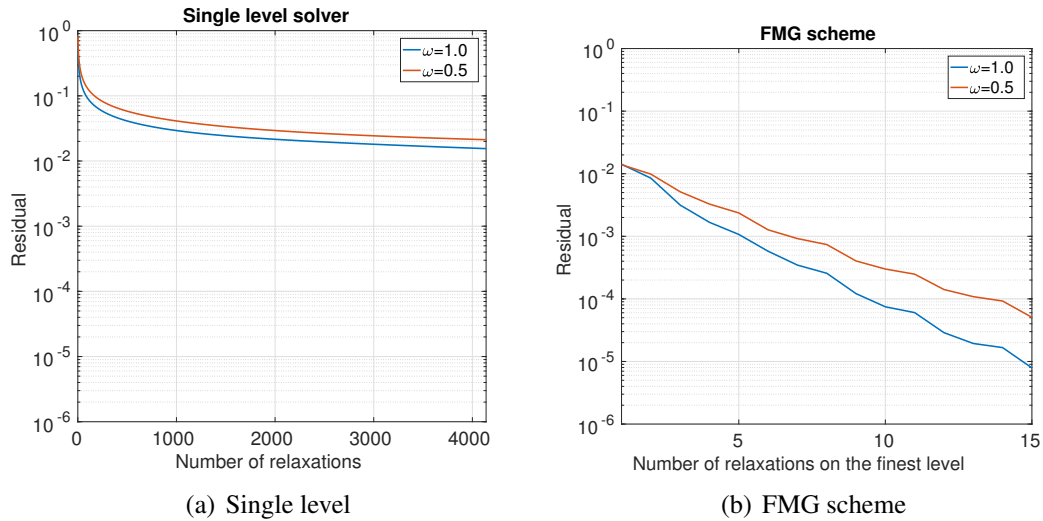 Single level solver
10^0
10^-1
10^-2
10^-3
10^-4
10^-5
10^-6
Residual
ω=1.0
ω=0.5
0 1000 2000 3000 4000
Number of relaxations
(a) Single level
FMG scheme
10^0
10^-1
10^-2
10^-3
10^-4
10^-5
10^-6
Residual
ω=1.0
ω=0.5
5 10 15
Number of relaxations on the finest level
(b) FMG scheme